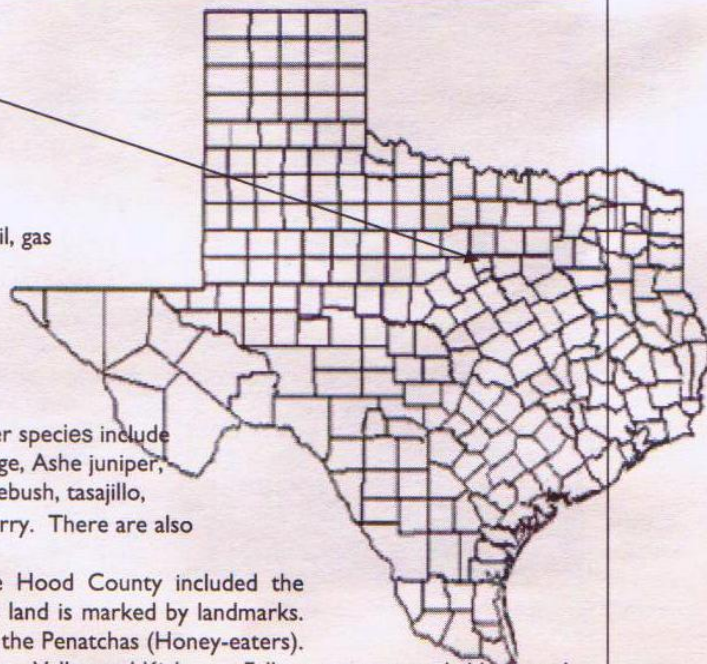 il, gas
er species include
ge, Ashe juniper,
ebush, tasajillo,
rry. There are also
e Hood County included the
land is marked by landmarks.
the Penatchas (Honey-eaters).